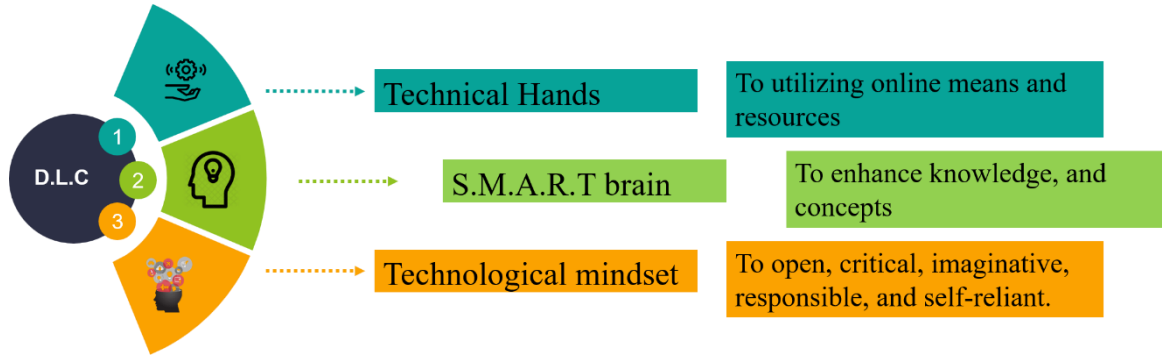 D.L.C
1
Technical Hands
To utilizing online means and
resources
2
S.M.A.R.T brain
To enhance knowledge, and
concepts
3
Technological mindset
To open, critical, imaginative,
responsible, and self-reliant.